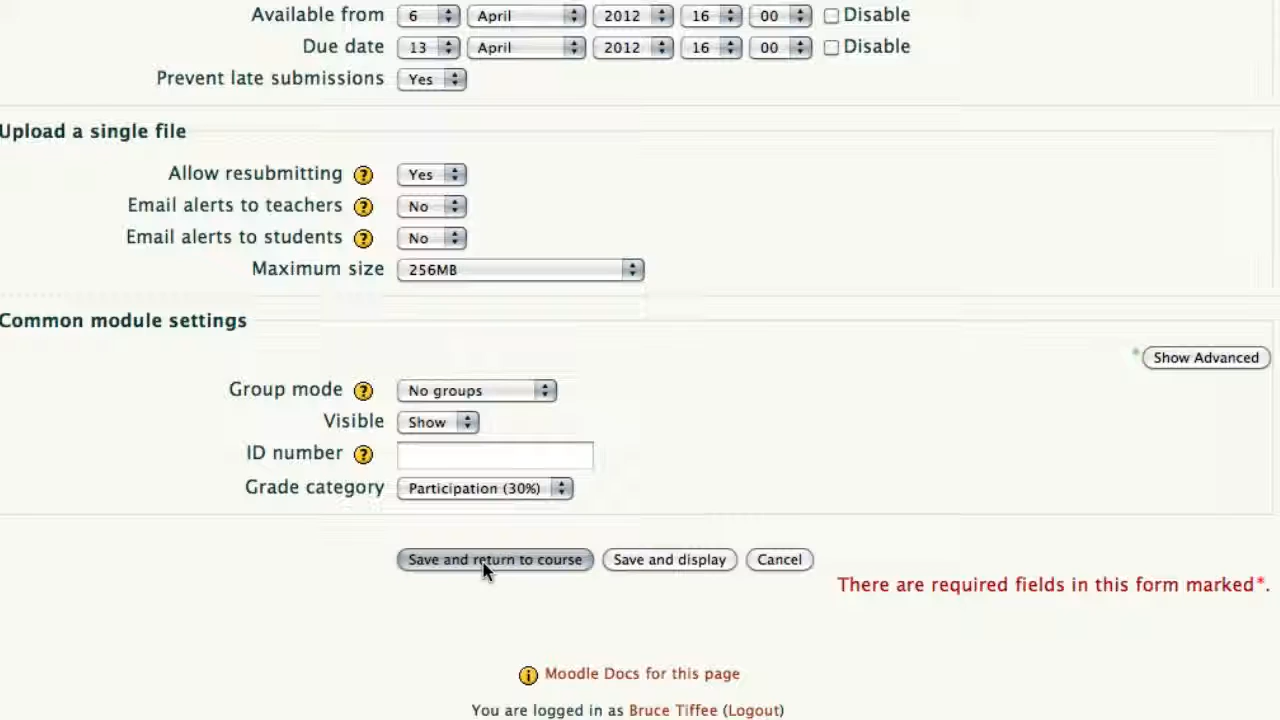 Available from 6 April 2012 16 00 Disable
Due date 13 April 2012 16 00 Disable
Prevent late submissions Yes
Upload a single file
Allow resubmitting ? Yes
Email alerts to teachers ? No
Email alerts to students ? No
Maximum size 256MB
Common module settings
* Show Advanced
Group mode ? No groups
Visible Show
ID number ?
Grade category Participation (30%)
Save and return to course Save and display Cancel
There are required fields in this form marked*.
i Moodle Docs for this page
You are logged in as Bruce Tiffee (Logout)